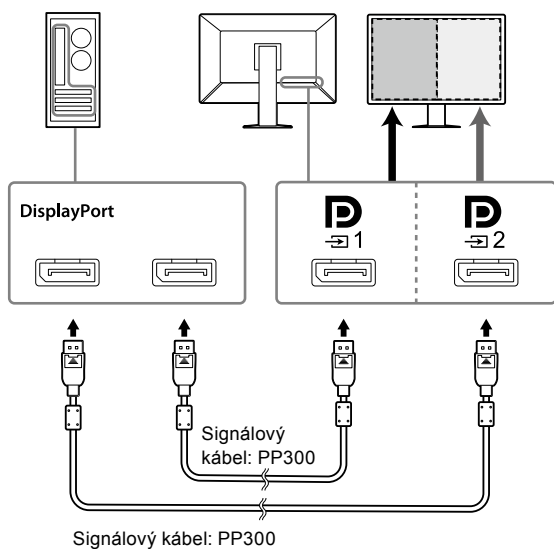 DisplayPort
1
2
Signálový
kábel: PP300
Signálový kábel: PP300